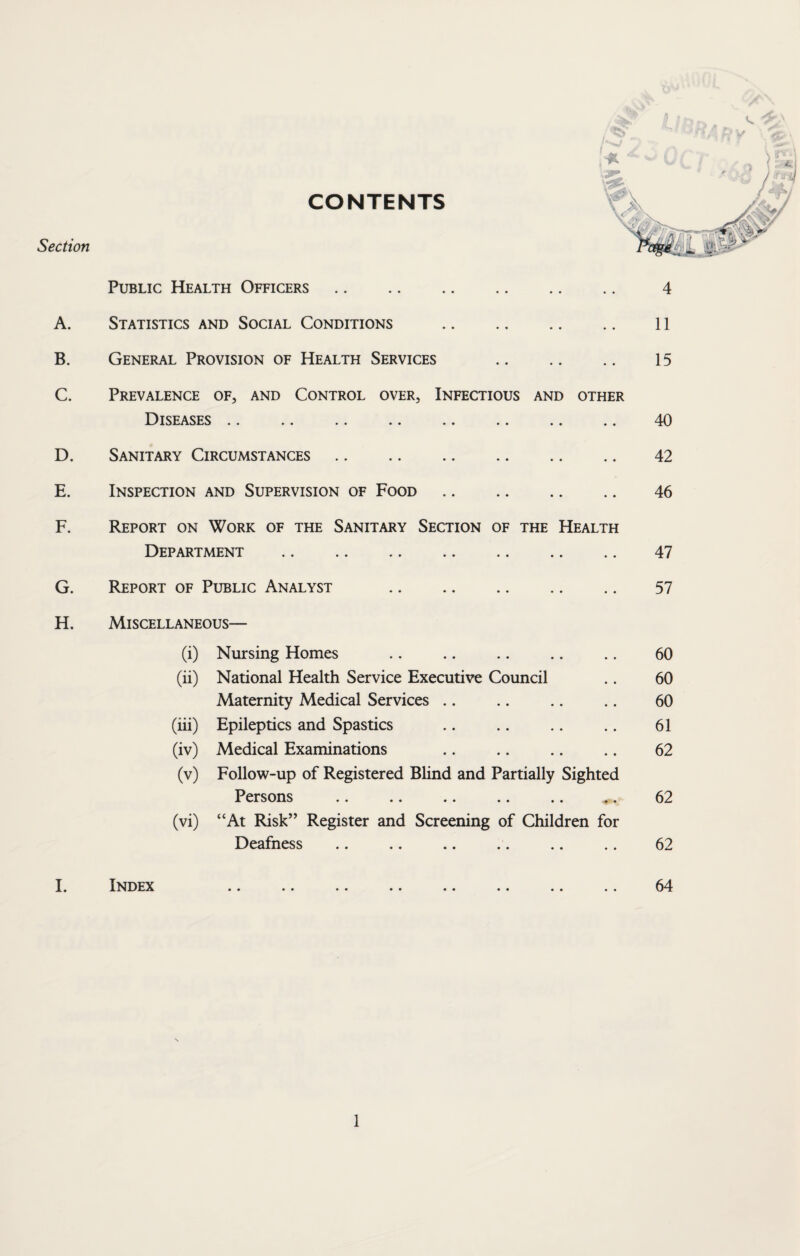 LIBRARY
CONTENTS
Section Page
Public Health Officers .. .. .. .. .. .. 4
A. Statistics and Social Conditions .. .. .. .. 11
B. General Provision of Health Services .. .. .. 15
C. Prevalence of, and Control over, Infectious and other
Diseases .. .. .. .. .. .. .. .. 40
D. Sanitary Circumstances .. .. .. .. .. .. 42
E. Inspection and Supervision of Food .. .. .. .. 46
F. Report on Work of the Sanitary Section of the Health
Department .. .. .. .. .. .. .. 47
G. Report of Public Analyst .. .. .. .. .. 57
H. Miscellaneous—
(i) Nursing Homes .. .. .. .. .. 60
(ii) National Health Service Executive Council .. 60
Maternity Medical Services .. .. .. .. 60
(iii) Epileptics and Spastics .. .. .. .. 61
(iv) Medical Examinations .. .. .. .. 62
(v) Follow-up of Registered Blind and Partially Sighted
Persons .. .. .. .. .. .. 62
(vi) “At Risk” Register and Screening of Children for
Deafness .. .. .. .. .. .. 62
I. Index .. .. .. .. .. .. .. .. 64
1